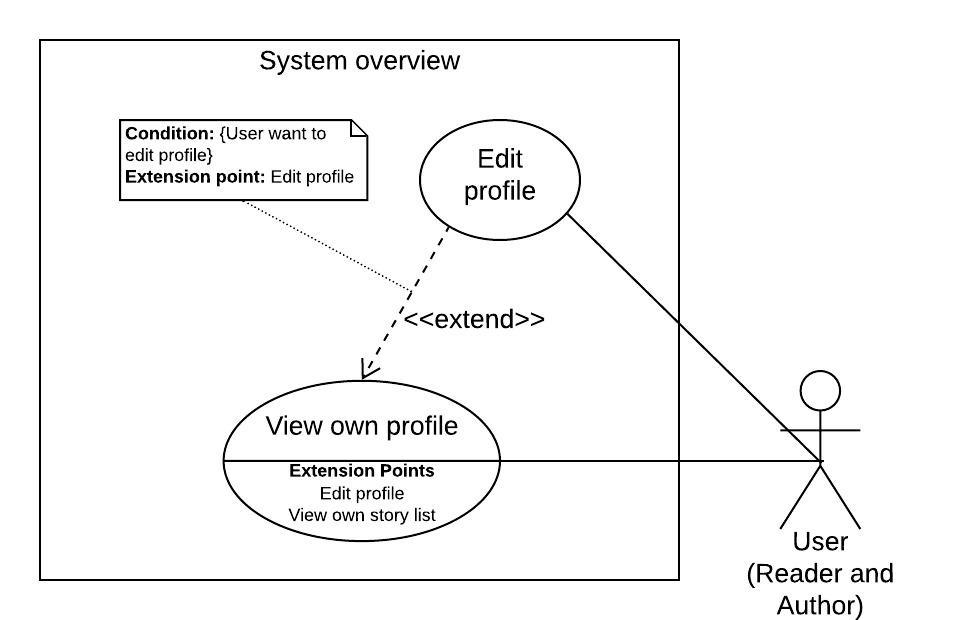 System overview
Condition: {User want to
edit profile}
Extension point: Edit profile
Edit
profile
<<extend>>
View own profile
Extension Points
Edit profile
View own story list
User
(Reader and
Author)